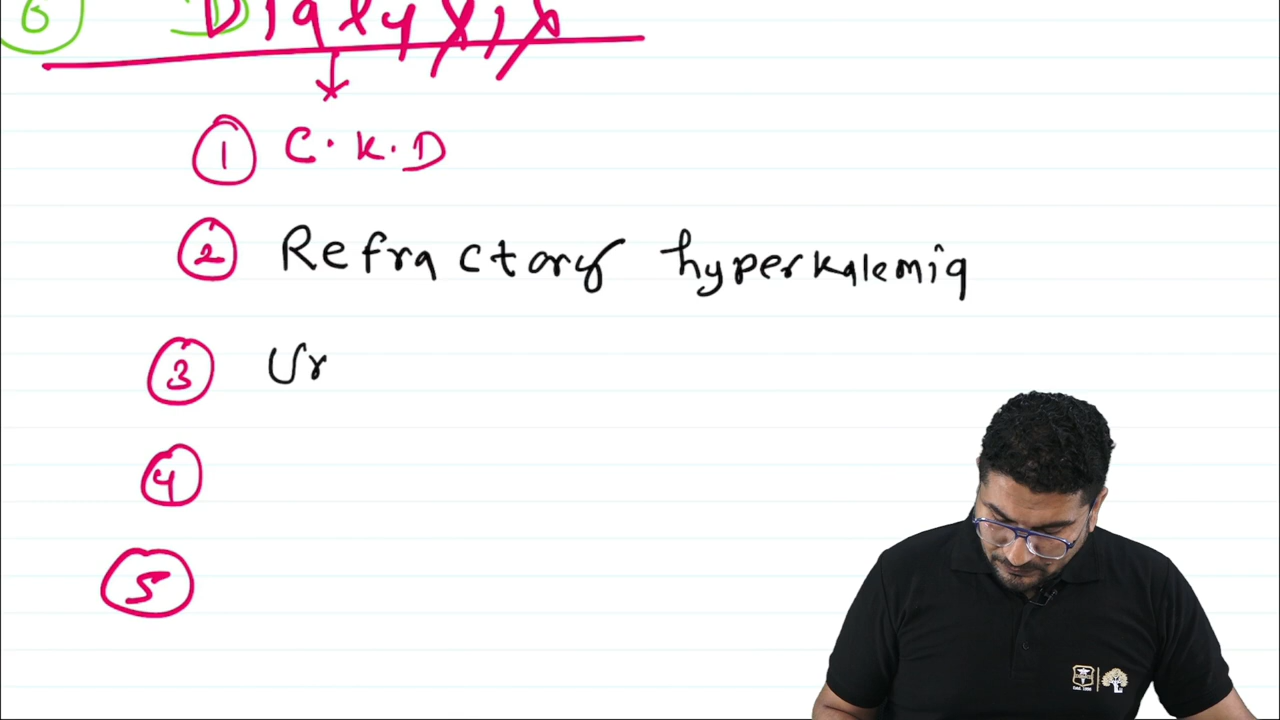 6 Dialysis
1 C.K.D
2 Refractory hyperkalemia
3 Ur
4
5